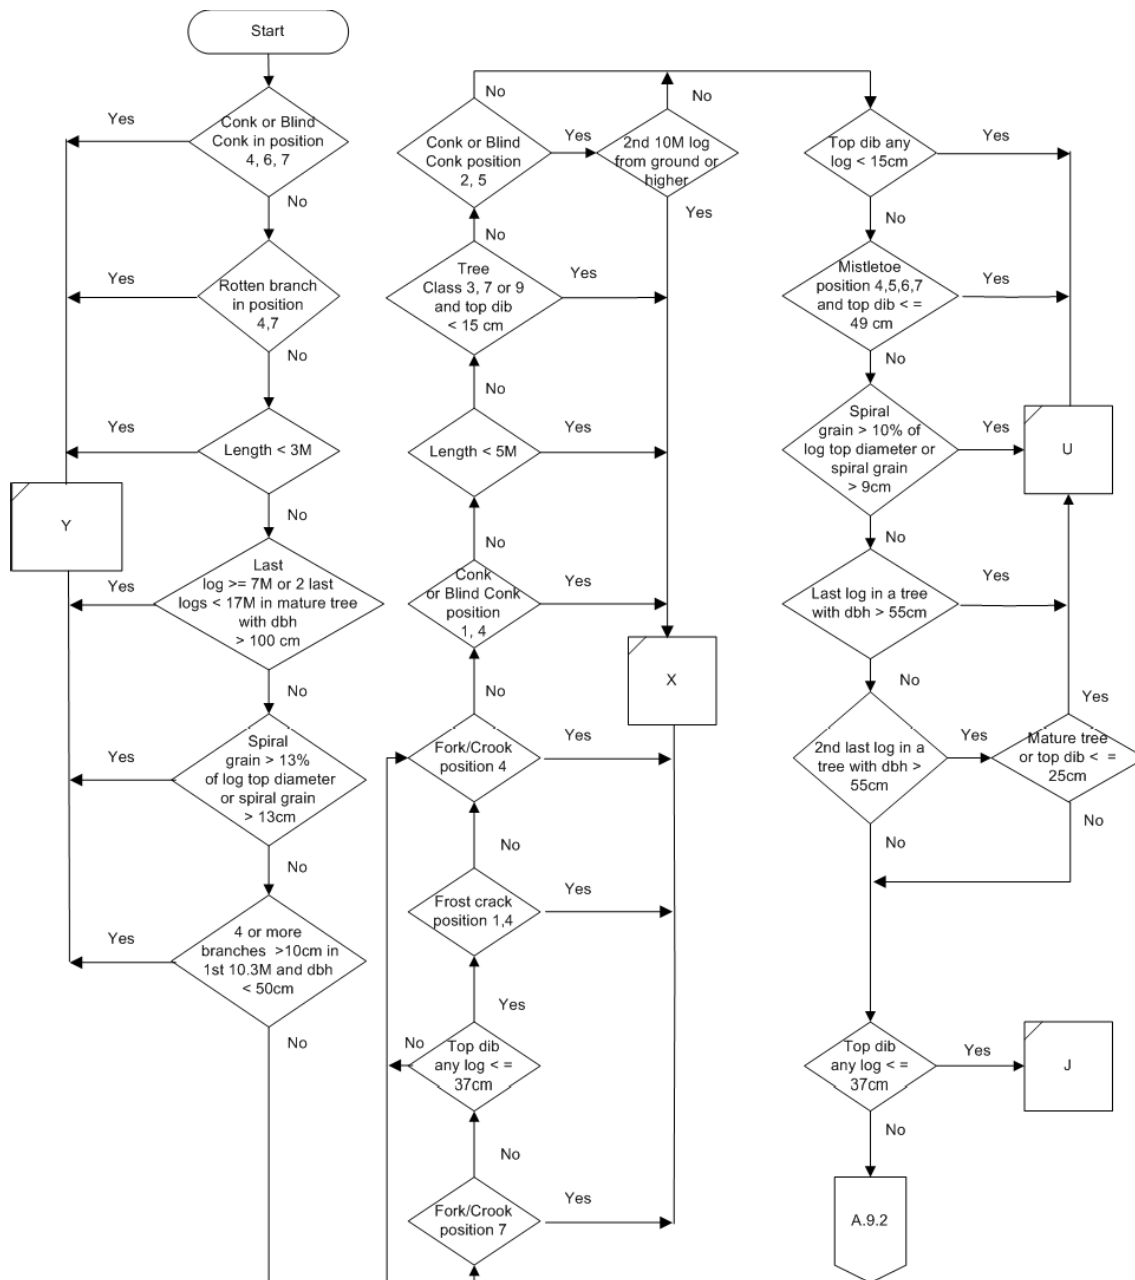 Start
Yes
Conk or Blind
Conk in position
4, 6, 7
No
Yes
Rotten branch
in position
4,7
No
Yes
Length < 3M
No
Y
Yes
Last
log >= 7M or 2 last
logs < 17M in mature tree
with dbh
> 100 cm
No
Yes
Spiral
grain > 13%
of log top diameter
or spiral grain
> 13cm
No
Yes
4 or more
branches >10cm in
1st 10.3M and dbh
< 50cm
No
No
Conk or Blind
Conk position
2, 5
Yes
2nd 10M log
from ground or
higher
No
Yes
No
Tree
Class 3, 7 or 9
and top dib
< 15 cm
Yes
No
Length < 5M
Yes
No
Conk
or Blind Conk
position
1, 4
Yes
X
No
Fork/Crook
position 4
Yes
No
Frost crack
position 1,4
Yes
Yes
No
Top dib
any log < =
37cm
No
Fork/Crook
position 7
Yes
Top dib any
log < 15cm
Yes
No
Mistletoe
position 4,5,6,7
and top dib < =
49 cm
Yes
No
Spiral
grain > 10% of
log top diameter or
spiral grain
> 9cm
Yes
U
No
Last log in a tree
with dbh > 55cm
Yes
No
2nd last log in a
tree with dbh >
55cm
Yes
Yes
Mature tree
or top dib < =
25cm
No
No
Top dib
any log < =
37cm
Yes
J
No
A.9.2